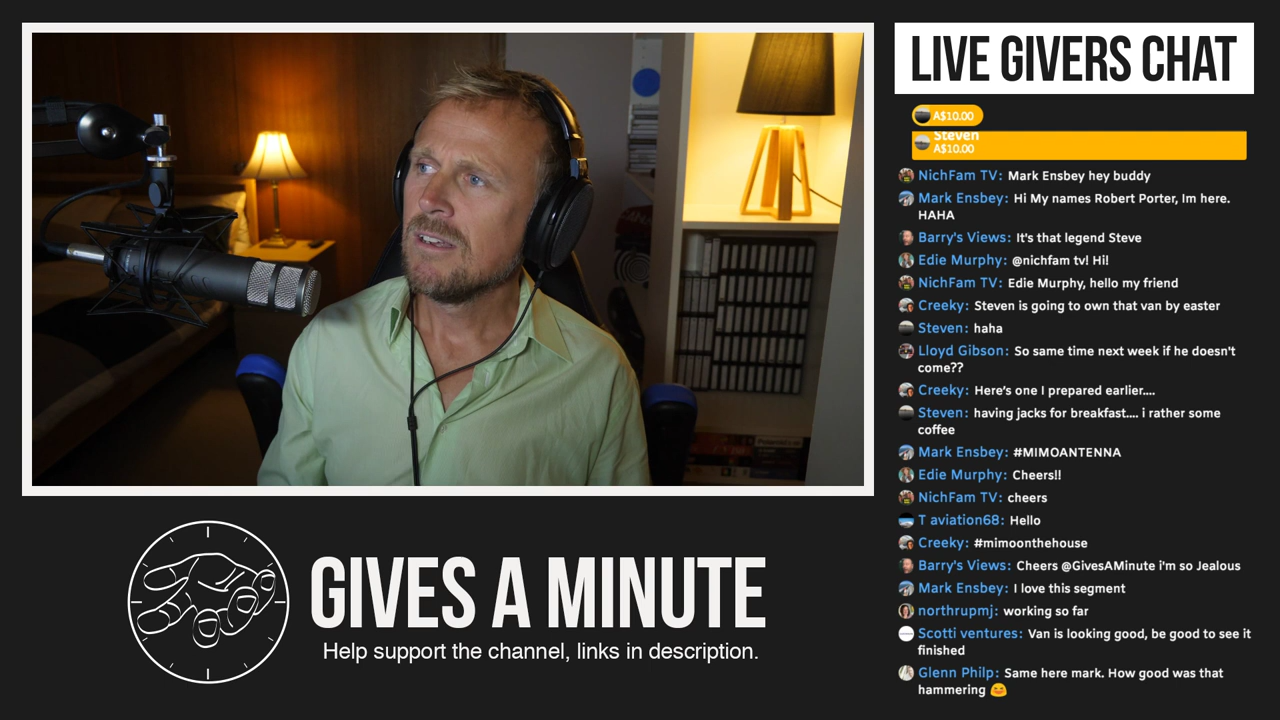 LIVE GIVERS CHAT
A$10.00
Steven
A$10.00
NichFam TV: Mark Ensbey hey buddy
Mark Ensbey: Hi My names Robert Porter, Im here.
HAHA
Barry's Views: It's that legend Steve
Edie Murphy: @nichfam tv! Hi!
NichFam TV: Edie Murphy, hello my friend
Creeky: Steven is going to own that van by easter
Steven: haha
Lloyd Gibson: So same time next week if he doesn't
come??
Creeky: Here's one I prepared earlier....
Steven: having jacks for breakfast.... i rather some
coffee
Mark Ensbey: #MIMOANTENNA
Edie Murphy: Cheers!!
NichFam TV: cheers
T aviation68: Hello
Creeky: #mimoonthehouse
Barry's Views: Cheers @GivesAMinute i'm so Jealous
Mark Ensbey: I love this segment
northrupmj: working so far
Scotti ventures: Van is looking good, be good to see it
finished
Glenn Philp: Same here mark. How good was that
hammering 😆
GIVES A MINUTE
Help support the channel, links in description.